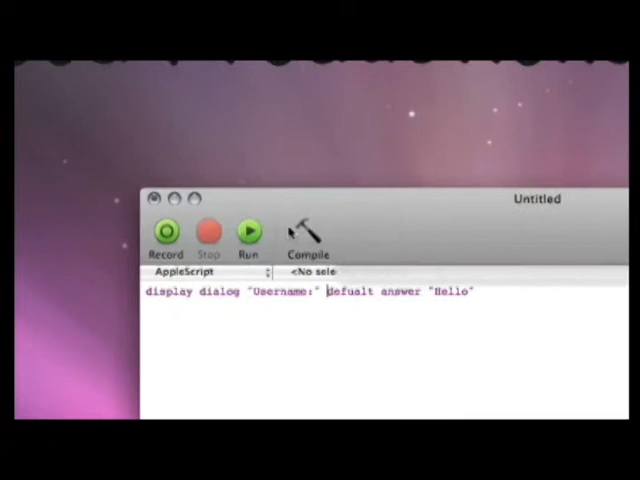 Untitled
Record Stop Run Compile
AppleScript <No sele
display dialog "Username:" defualt answer "Hello"